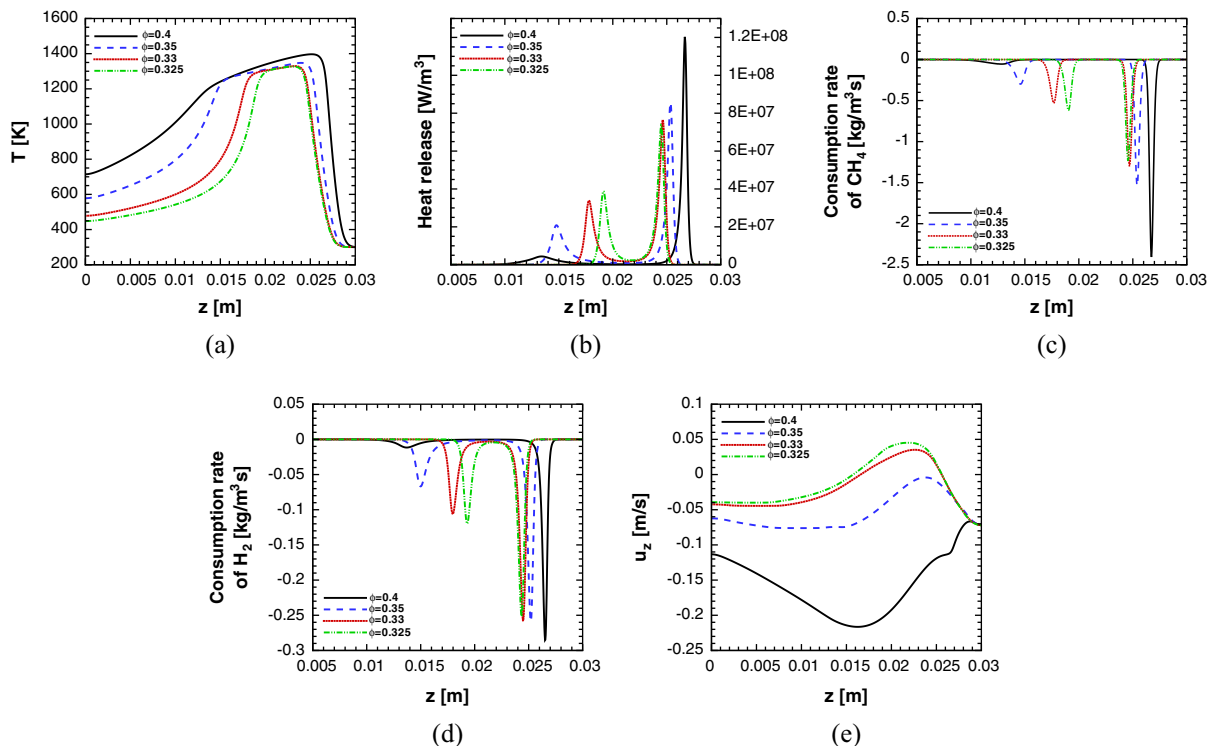 1600
1400
1200
1000
800
600
400
200
T [K]
0 0.005 0.01 0.015 0.02 0.025 0.03
z [m]
ϕ=0.4
ϕ=0.35
ϕ=0.33
ϕ=0.325
(a)
Heat release [W/m³]
ϕ=0.4
ϕ=0.35
ϕ=0.33
ϕ=0.325
1.2E+08
1E+08
8E+07
6E+07
4E+07
2E+07
0
0.005 0.01 0.015 0.02 0.025 0.03
z [m]
(b)
Consumption rate
of CH₄ [kg/m³s]
0.5
0
-0.5
-1
-1.5
-2
-2.5
ϕ=0.4
ϕ=0.35
ϕ=0.33
ϕ=0.325
0.005 0.01 0.015 0.02 0.025 0.03
z [m]
(c)
Consumption rate
of H₂ [kg/m³s]
0.05
0
-0.05
-0.1
-0.15
-0.2
-0.25
-0.3
ϕ=0.4
ϕ=0.35
ϕ=0.33
ϕ=0.325
0.005 0.01 0.015 0.02 0.025 0.03
z [m]
(d)
u_z [m/s]
0.1
0.05
0
-0.05
-0.1
-0.15
-0.2
-0.25
ϕ=0.4
ϕ=0.35
ϕ=0.33
ϕ=0.325
0 0.005 0.01 0.015 0.02 0.025 0.03
z [m]
(e)